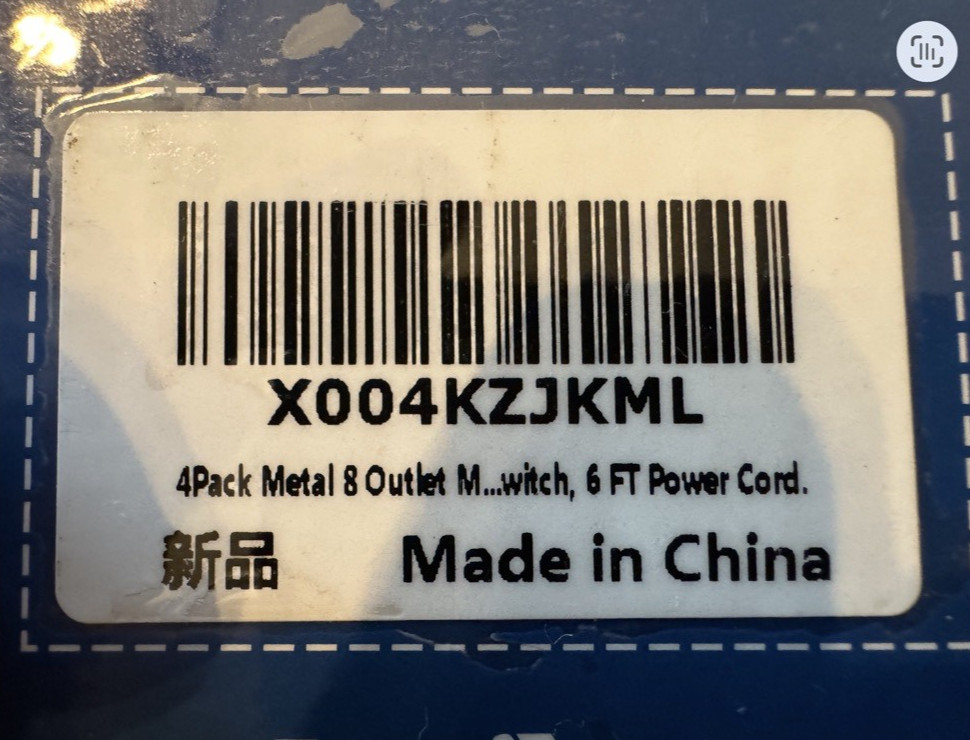 X004KZJKML
4Pack Metal 8 Outlet M...witch, 6 FT Power Cord.
新品 Made in China